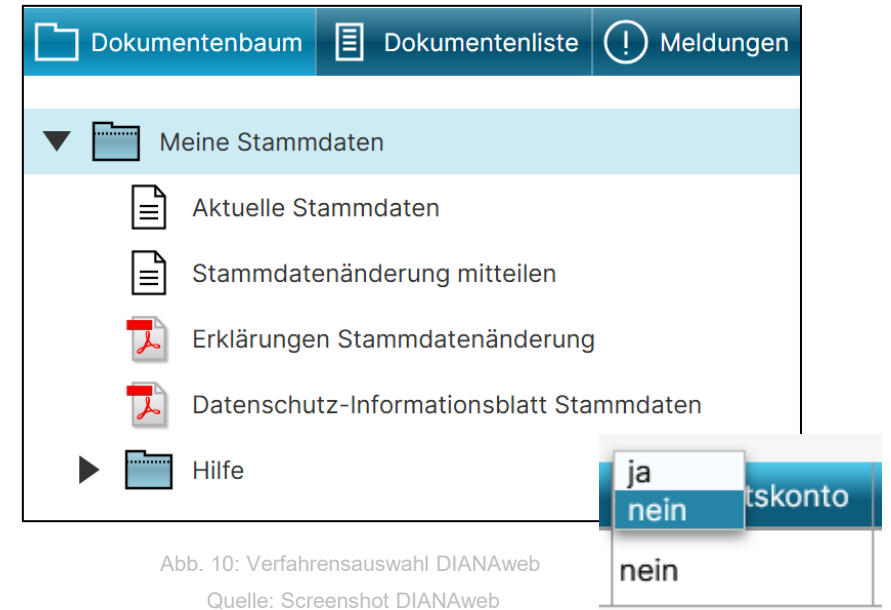 Dokumentenbaum Dokumentenliste Meldungen
Meine Stammdaten
Aktuelle Stammdaten
Stammdatenänderung mitteilen
Erklärungen Stammdatenänderung
Datenschutz-Informationsblatt Stammdaten
Hilfe
ja
nein
tskonto
nein
Abb. 10: Verfahrensauswahl DIANAweb
Quelle: Screenshot DIANAweb